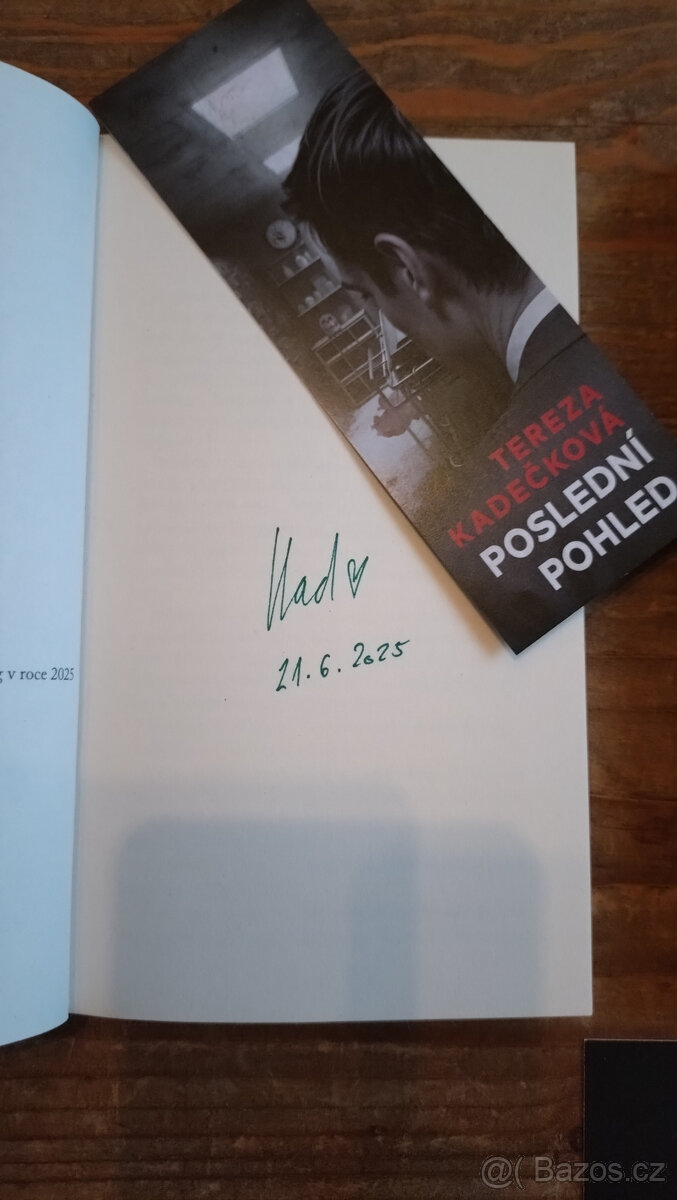 TEREZA
KADEČKOVÁ
POSLEDNÍ
POHLED
Kad
21.6.2025
v roce 2025
@( Bazos.cz